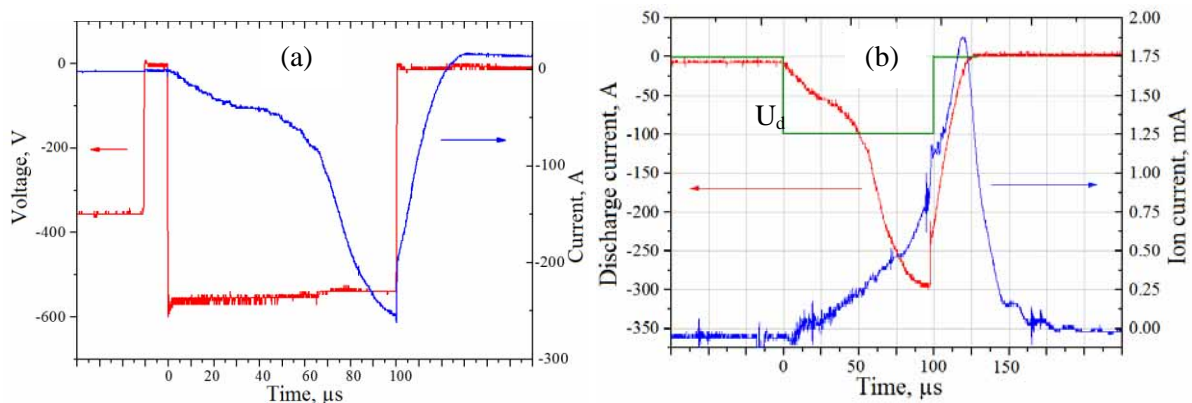 (a)
Voltage, V
0
-200
-400
-600
0
-100
-200
-300
Current, A
0 20 40 60 80 100
Time, µs
(b)
U_d
Discharge current, A
50
0
-50
-100
-150
-200
-250
-300
-350
2.00
1.75
1.50
1.25
1.00
0.75
0.50
0.25
0.00
Ion current, mA
0 50 100 150
Time, µs